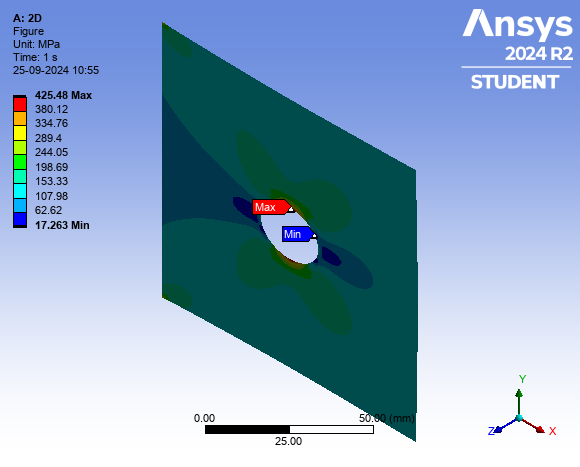 A: 2D
Figure
Unit: MPa
Time: 1 s
25-09-2024 10:55
Ansys
2024 R2
STUDENT
425.48 Max
380.12
334.76
289.4
244.05
198.69
153.33
107.98
62.62
17.263 Min
Max
Min
0.00
50.00 (mm)
25.00
Y
Z
X